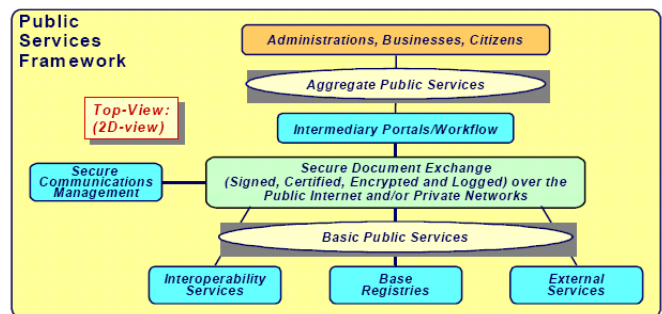 Public
Services
Framework
Administrations, Businesses, Citizens
Aggregate Public Services
Top-View:
(2D-view)
Intermediary Portals/Workflow
Secure
Communications
Management
Secure Document Exchange
(Signed, Certified, Encrypted and Logged) over the
Public Internet and/or Private Networks
Basic Public Services
Interoperability
Services
Base
Registries
External
Services